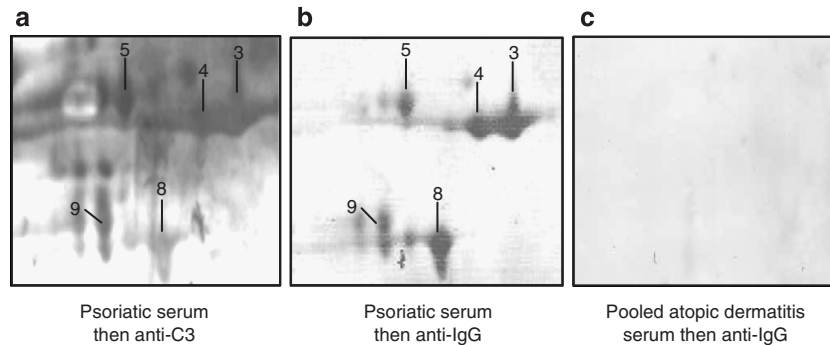 a
b
c
5
4
3
9
8
5
4
3
9
8
Psoriatic serum
then anti-C3
Psoriatic serum
then anti-IgG
Pooled atopic dermatitis
serum then anti-IgG